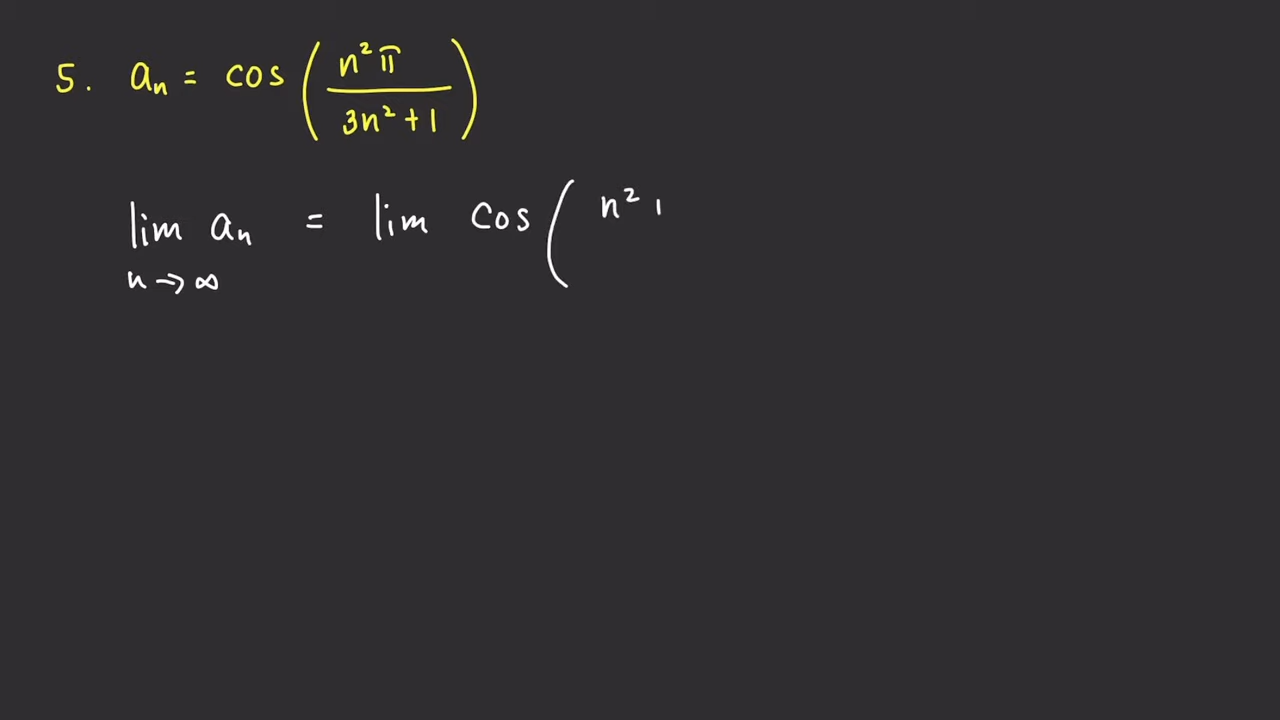 5. aₙ = cos ( n²π / 3n² + 1 )
lim n→∞ aₙ = lim cos ( n²